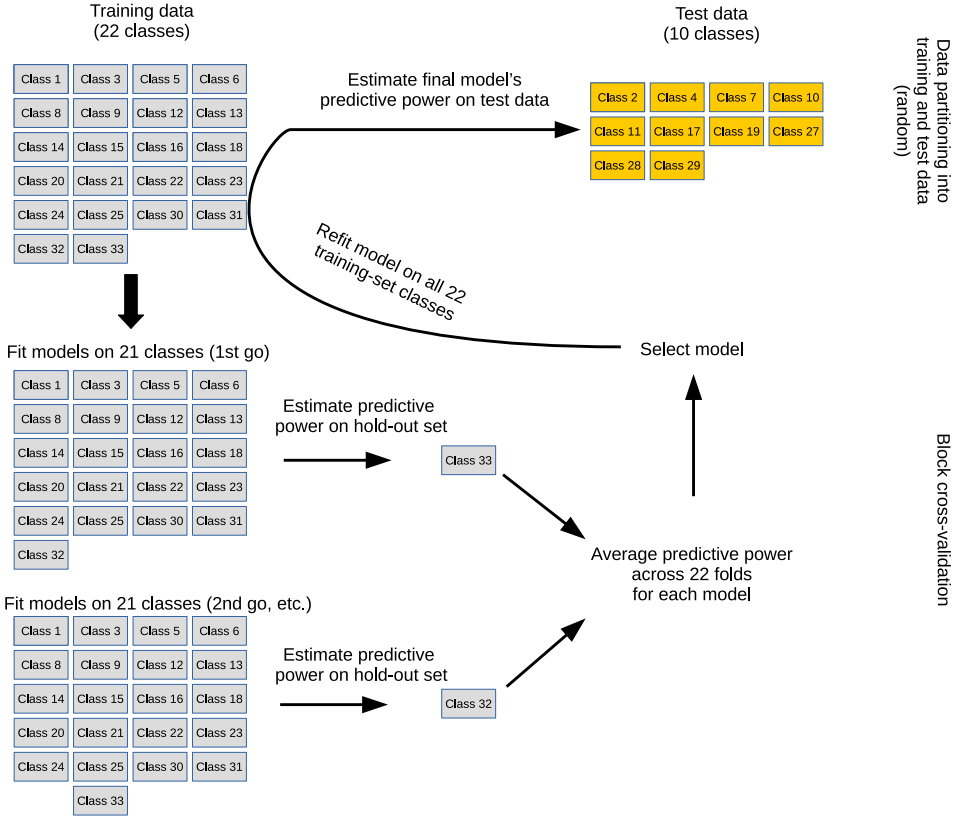 Training data
(22 classes)
Class 1 Class 3 Class 5 Class 6
Class 8 Class 9 Class 12 Class 13
Class 14 Class 15 Class 16 Class 18
Class 20 Class 21 Class 22 Class 23
Class 24 Class 25 Class 30 Class 31
Class 32 Class 33
Estimate final model's
predictive power on test data
Test data
(10 classes)
Class 2 Class 4 Class 7 Class 10
Class 11 Class 17 Class 19 Class 27
Class 28 Class 29
Data partitioning into
training and test data
(random)
Refit model on all 22
training-set classes
Select model
Fit models on 21 classes (1st go)
Class 1 Class 3 Class 5 Class 6
Class 8 Class 9 Class 12 Class 13
Class 14 Class 15 Class 16 Class 18
Class 20 Class 21 Class 22 Class 23
Class 24 Class 25 Class 30 Class 31
Class 32
Estimate predictive
power on hold-out set
Class 33
Average predictive power
across 22 folds
for each model
Block cross-validation
Fit models on 21 classes (2nd go, etc.)
Class 1 Class 3 Class 5 Class 6
Class 8 Class 9 Class 12 Class 13
Class 14 Class 15 Class 16 Class 18
Class 20 Class 21 Class 22 Class 23
Class 24 Class 25 Class 30 Class 31
Class 33
Estimate predictive
power on hold-out set
Class 32